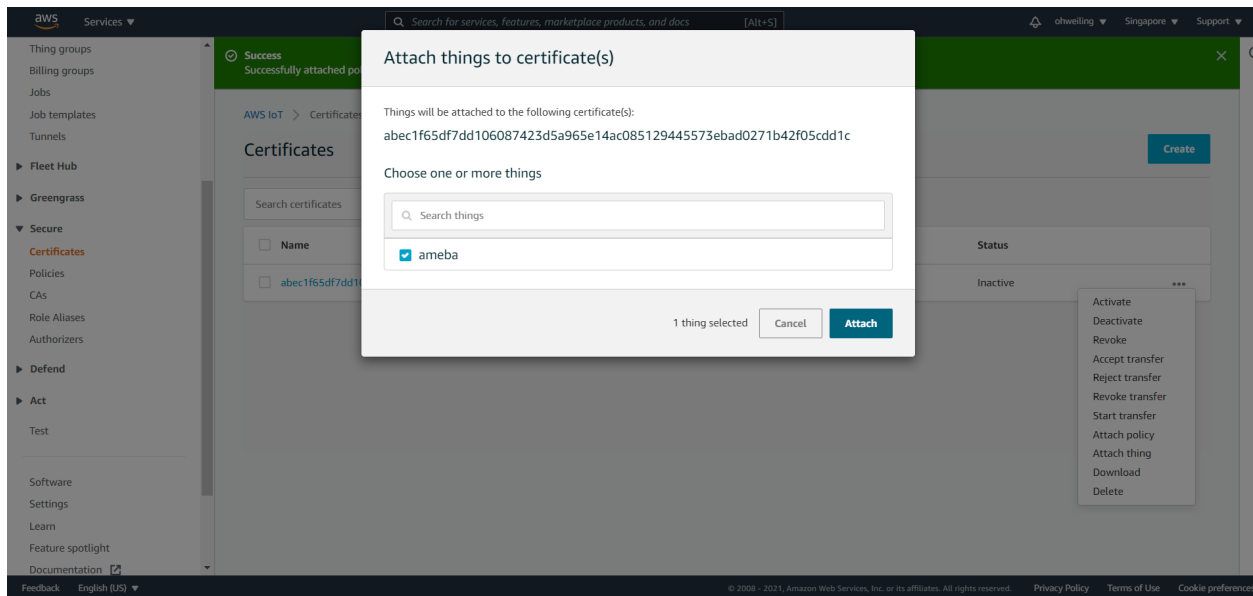 aws Services ▼ Search for services, features, marketplace products, and docs [Alt+S] ohweiling ▼ Singapore ▼ Support ▼
Thing groups
Billing groups
Jobs
Job templates
Tunnels
Fleet Hub
Greengrass
Secure
Certificates
Policies
CAs
Role Aliases
Authorizers
Defend
Act
Test
Software
Settings
Learn
Feature spotlight
Documentation
Success
Successfully attached
AWS IoT > Certificates
Certificates
Create
Search certificates
Name Status
abec1f65df7dd1 Inactive •••
Activate
Deactivate
Revoke
Accept transfer
Reject transfer
Revoke transfer
Start transfer
Attach policy
Attach thing
Download
Delete
Attach things to certificate(s)
Things will be attached to the following certificate(s):
abec1f65df7dd106087423d5a965e14ac085129445573ebad0271b42f05cdd1c
Choose one or more things
Search things
ameba
1 thing selected Cancel Attach
Feedback English (US) ▼ © 2008 - 2021, Amazon Web Services, Inc. or its affiliates. All rights reserved. Privacy Policy Terms of Use Cookie preferences